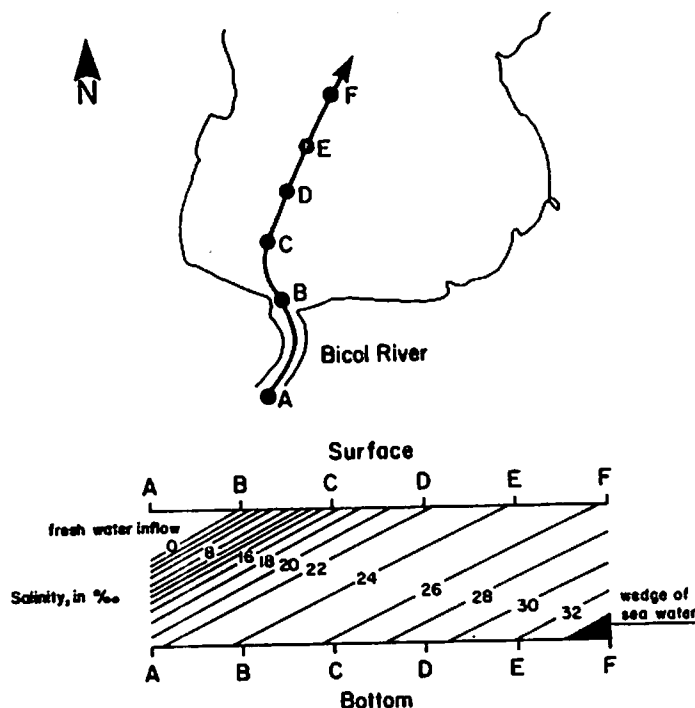 N
F
E
D
C
B
Bicol River
A
Surface
A B C D E F
fresh water inflow
0 8 16 18 20 22 24 26 28 30 32
Salinity, in ‰
wedge of
sea water
A B C D E F
Bottom